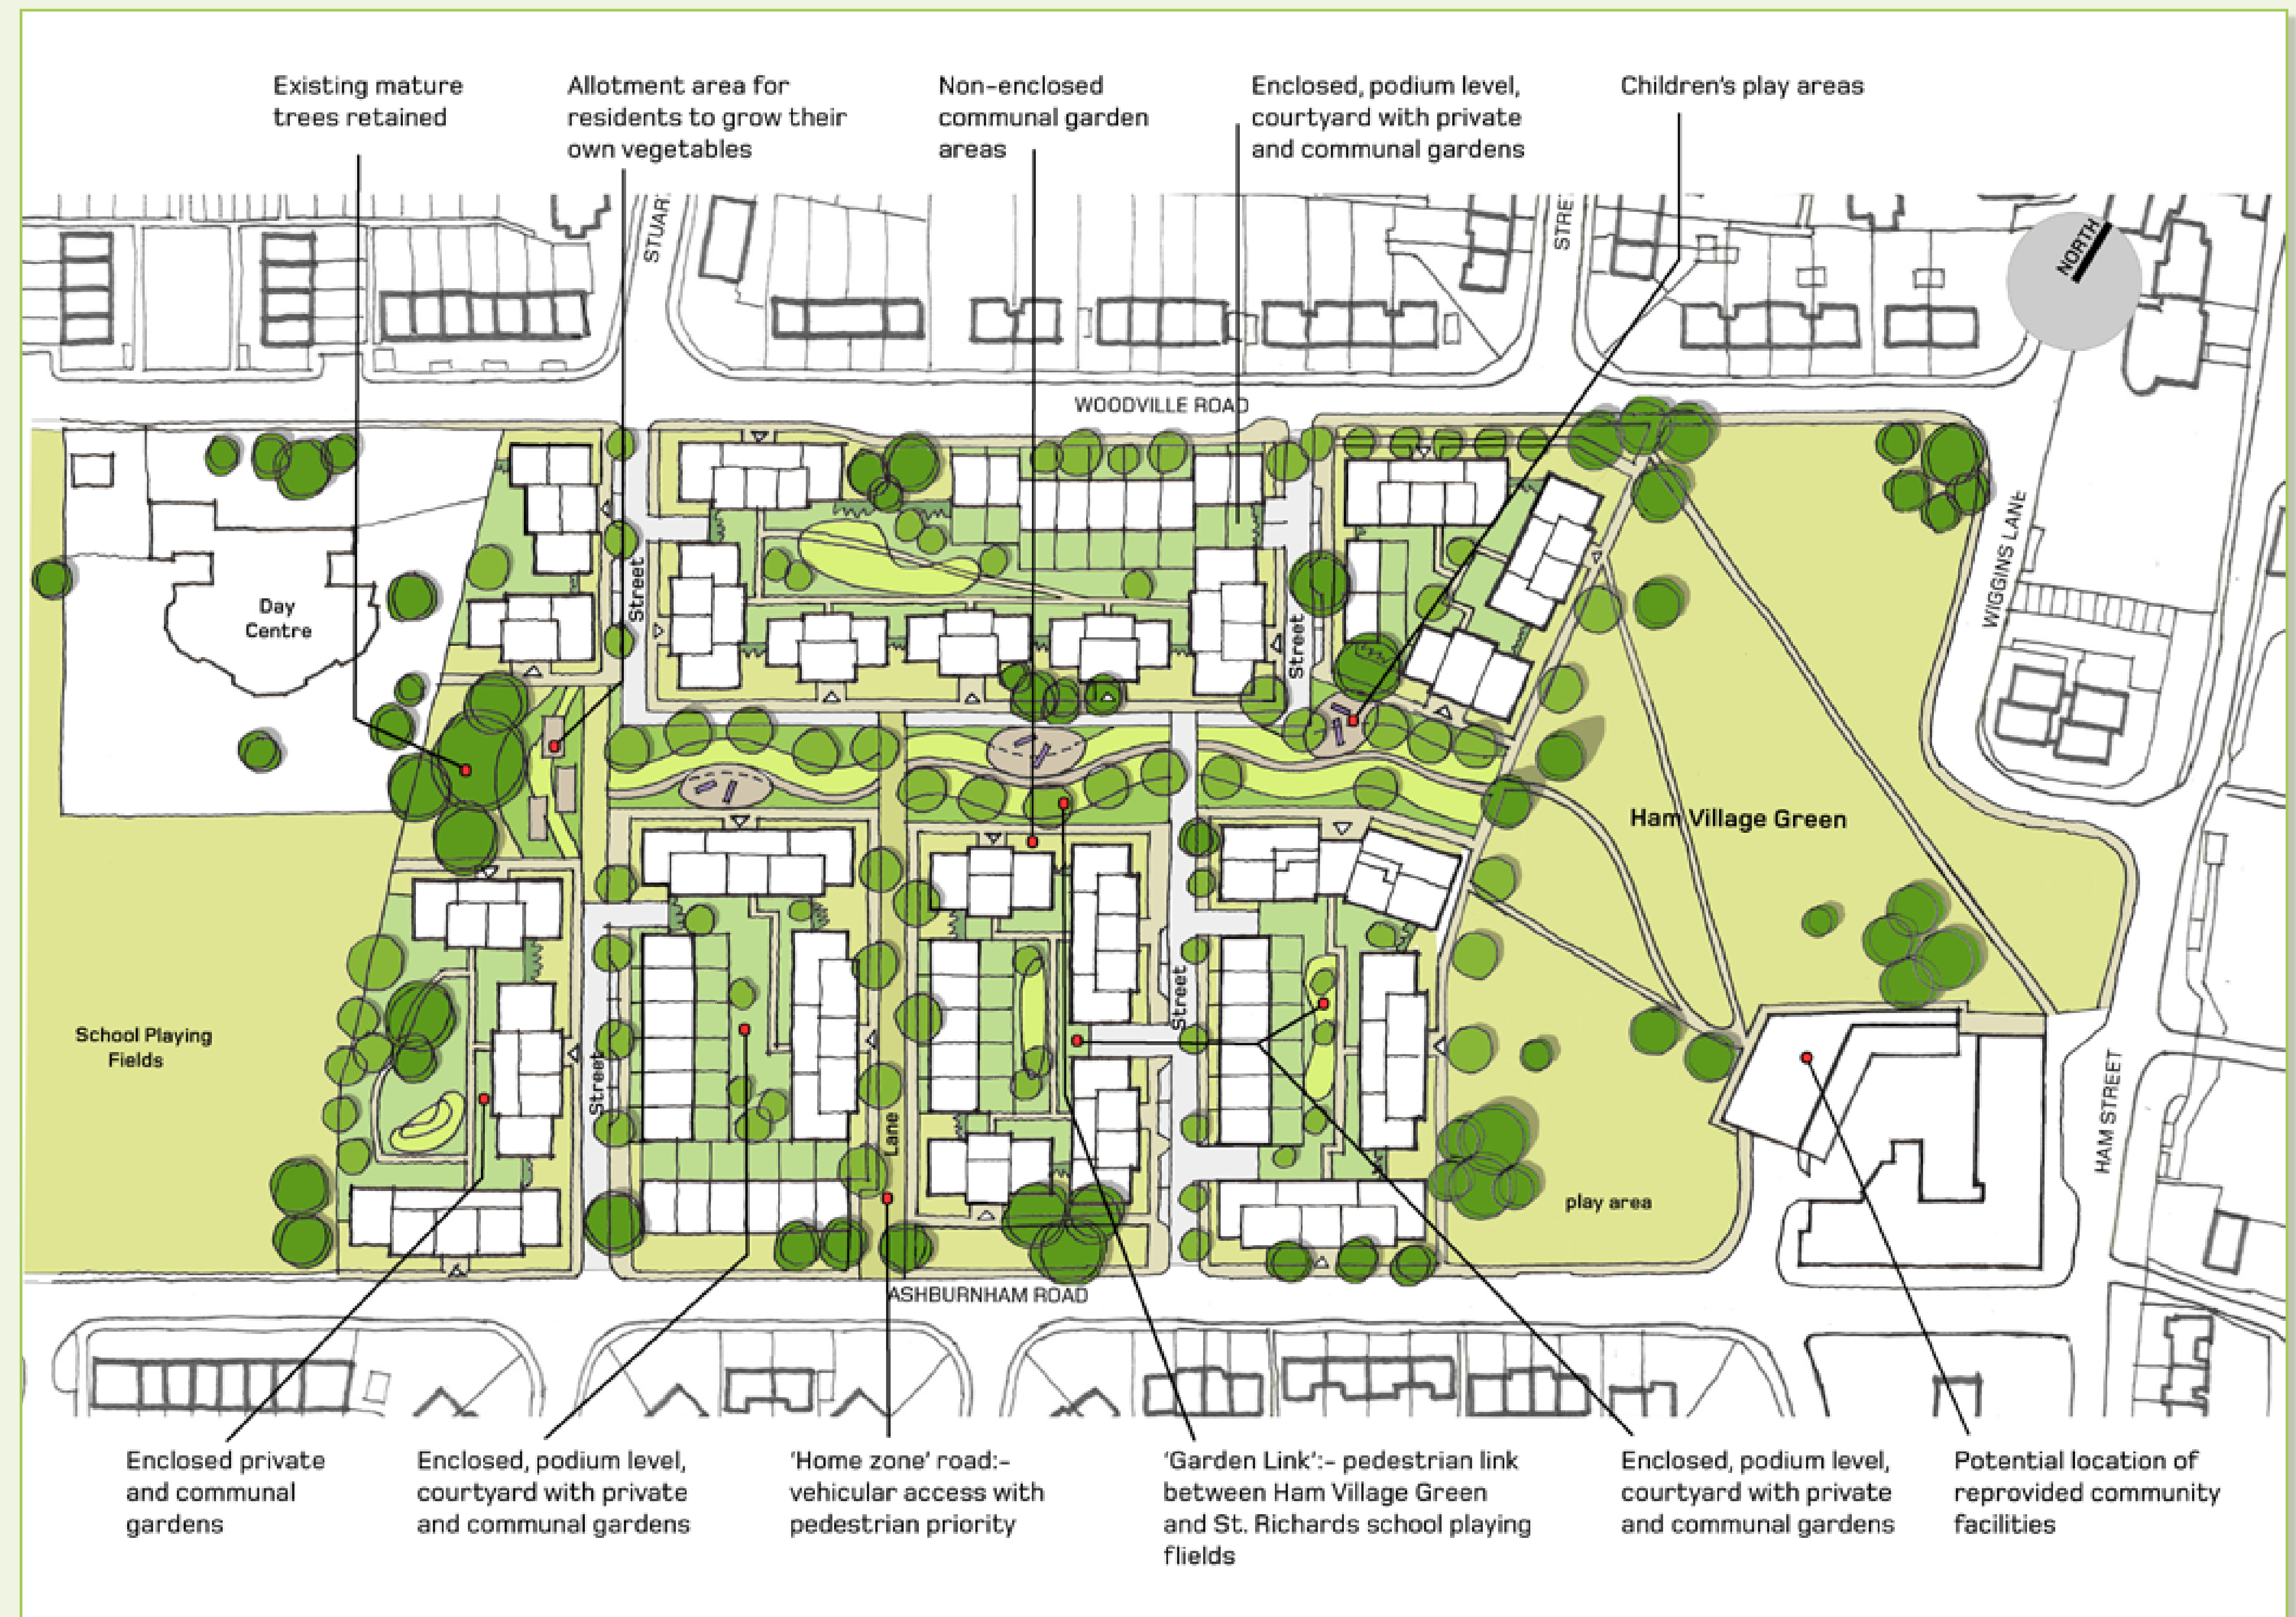 Existing mature
trees retained
Allotment area for
residents to grow their
own vegetables
Non-enclosed
communal garden
areas
Enclosed, podium level,
courtyard with private
and communal gardens
Children's play areas
STUAR
STRE
NORTH
WOODVILLE ROAD
WIGGINS LANE
Day
Centre
Street
Street
Ham Village Green
School Playing
Fields
Street
Lane
Street
play area
HAM STREET
ASHBURNHAM ROAD
Enclosed private
and communal
gardens
Enclosed, podium level,
courtyard with private
and communal gardens
'Home zone' road:-
vehicular access with
pedestrian priority
'Garden Link':- pedestrian link
between Ham Village Green
and St. Richards school playing
flields
Enclosed, podium level,
courtyard with private
and communal gardens
Potential location of
reprovided community
facilities